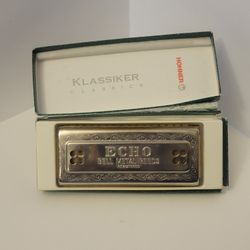 KLASSIKER
CLASSICS
HOHNER
ECHO
BELL METAL REEDS